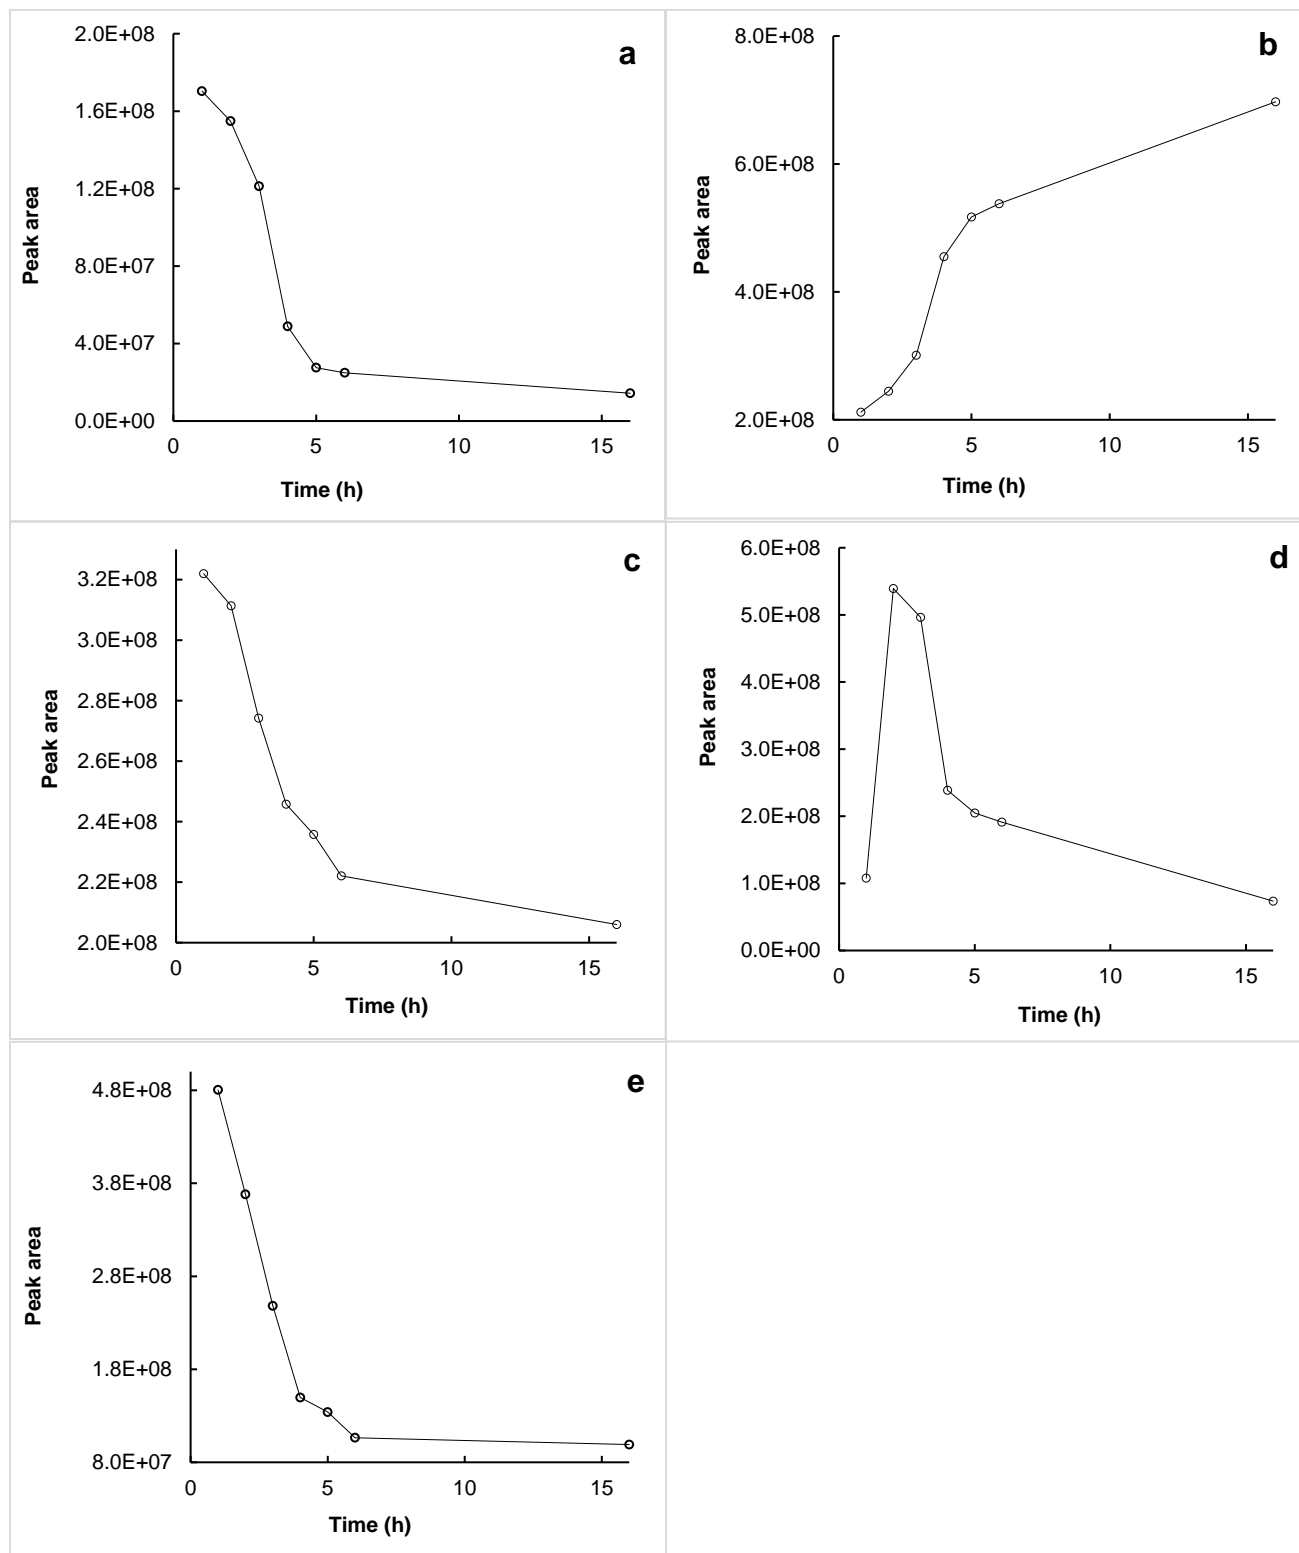 a
2.0E+08
1.6E+08
1.2E+08
8.0E+07
4.0E+07
0.0E+00
0 5 10 15
Peak area
Time (h)
b
8.0E+08
6.0E+08
4.0E+08
2.0E+08
0 5 10 15
Peak area
Time (h)
c
3.2E+08
3.0E+08
2.8E+08
2.6E+08
2.4E+08
2.2E+08
2.0E+08
0 5 10 15
Peak area
Time (h)
d
6.0E+08
5.0E+08
4.0E+08
3.0E+08
2.0E+08
1.0E+08
0.0E+00
0 5 10 15
Peak area
Time (h)
e
4.8E+08
3.8E+08
2.8E+08
1.8E+08
8.0E+07
0 5 10 15
Peak area
Time (h)